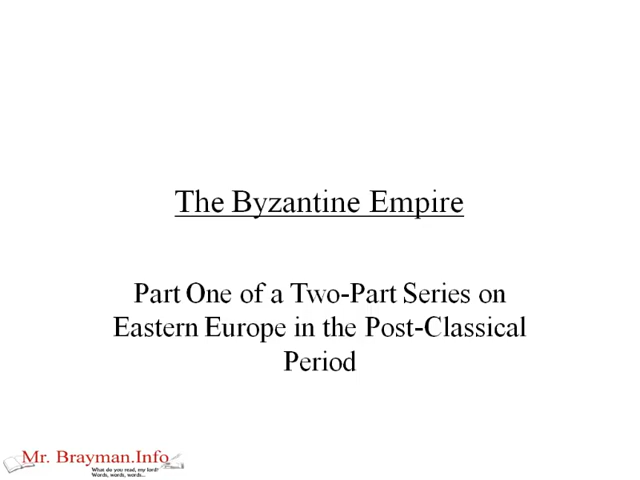 The Byzantine Empire
Part One of a Two-Part Series on
Eastern Europe in the Post-Classical
Period
Mr. Brayman.Info
What do you read, my lord?
Words, words, words...